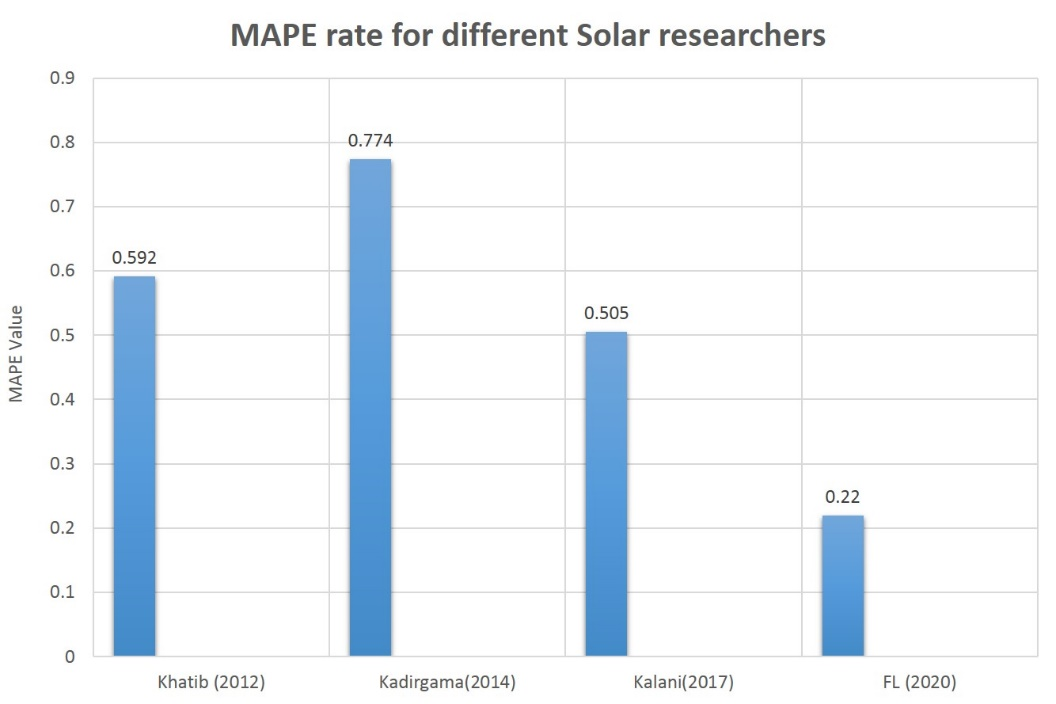 MAPE rate for different Solar researchers
0.9
0.8
0.7
0.6
0.5
0.4
0.3
0.2
0.1
0
MAPE Value
0.592
0.774
0.505
0.22
Khatib (2012)
Kadirgama(2014)
Kalani(2017)
FL (2020)